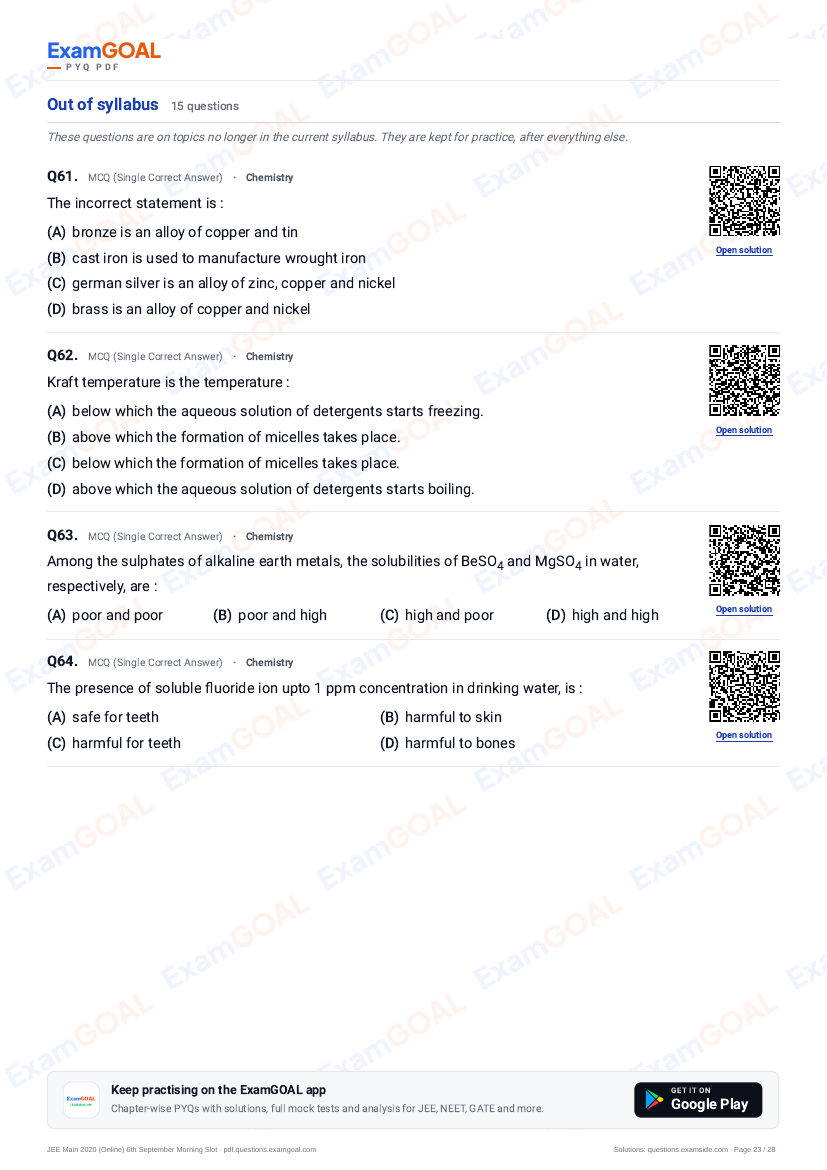 ExamGOAL
PYQ PDF
Out of syllabus 15 questions
These questions are on topics no longer in the current syllabus. They are kept for practice, after everything else.
Q61. MCQ (Single Correct Answer) · Chemistry
The incorrect statement is :
(A) bronze is an alloy of copper and tin
(B) cast iron is used to manufacture wrought iron
(C) german silver is an alloy of zinc, copper and nickel
(D) brass is an alloy of copper and nickel
Open solution
Q62. MCQ (Single Correct Answer) · Chemistry
Kraft temperature is the temperature :
(A) below which the aqueous solution of detergents starts freezing.
(B) above which the formation of micelles takes place.
(C) below which the formation of micelles takes place.
(D) above which the aqueous solution of detergents starts boiling.
Open solution
Q63. MCQ (Single Correct Answer) · Chemistry
Among the sulphates of alkaline earth metals, the solubilities of BeSO4 and MgSO4 in water,
respectively, are :
(A) poor and poor (B) poor and high (C) high and poor (D) high and high
Open solution
Q64. MCQ (Single Correct Answer) · Chemistry
The presence of soluble fluoride ion upto 1 ppm concentration in drinking water, is :
(A) safe for teeth (B) harmful to skin
(C) harmful for teeth (D) harmful to bones
Open solution
ExamGOAL
Keep practising on the ExamGOAL app
Chapter-wise PYQs with solutions, full mock tests and analysis for JEE, NEET, GATE and more.
GET IT ON
Google Play
JEE Main 2020 (Online) 6th September Morning Slot · pdf.questions.examgoal.com
Solutions: questions.examside.com · Page 23 / 28